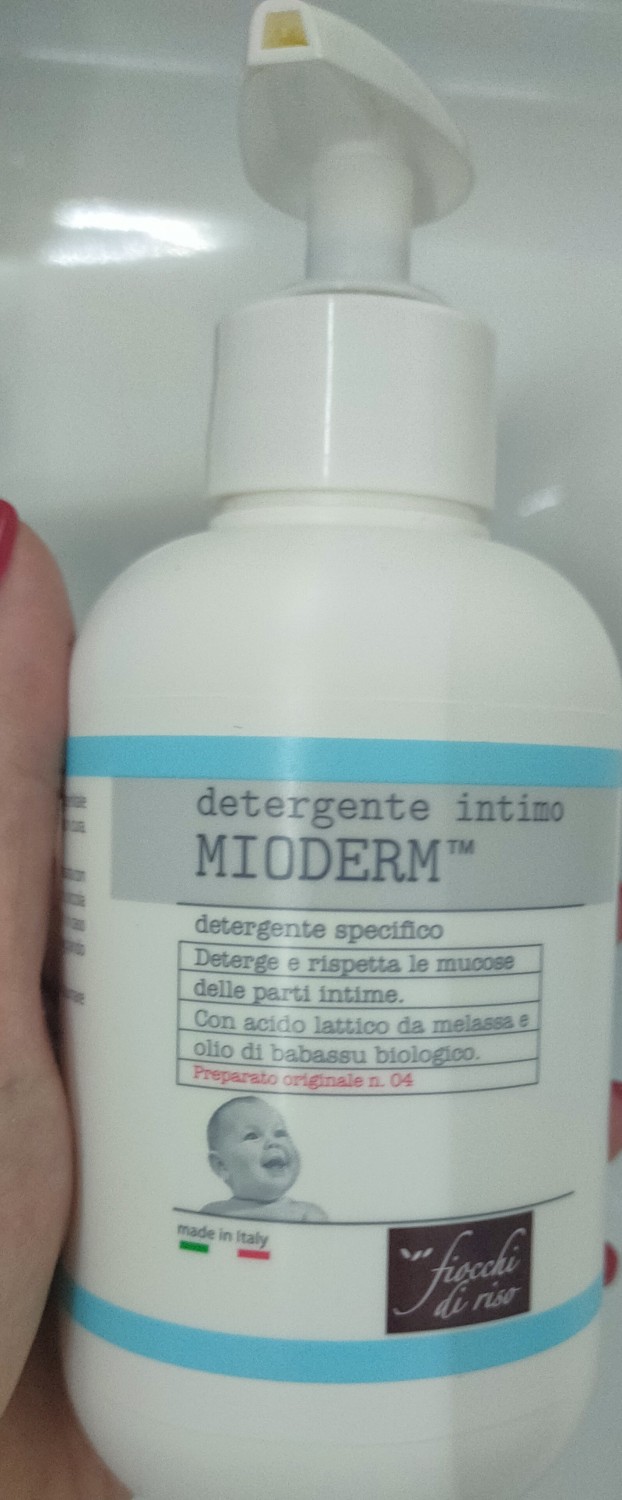 detergente intimo
MIODERM™
detergente specifico
Deterge e rispetta le mucose
delle parti intime.
Con acido lattico da melassa e
olio di babassu biologico.
Preparato originale n. 04
made in Italy
fiocchi
di riso